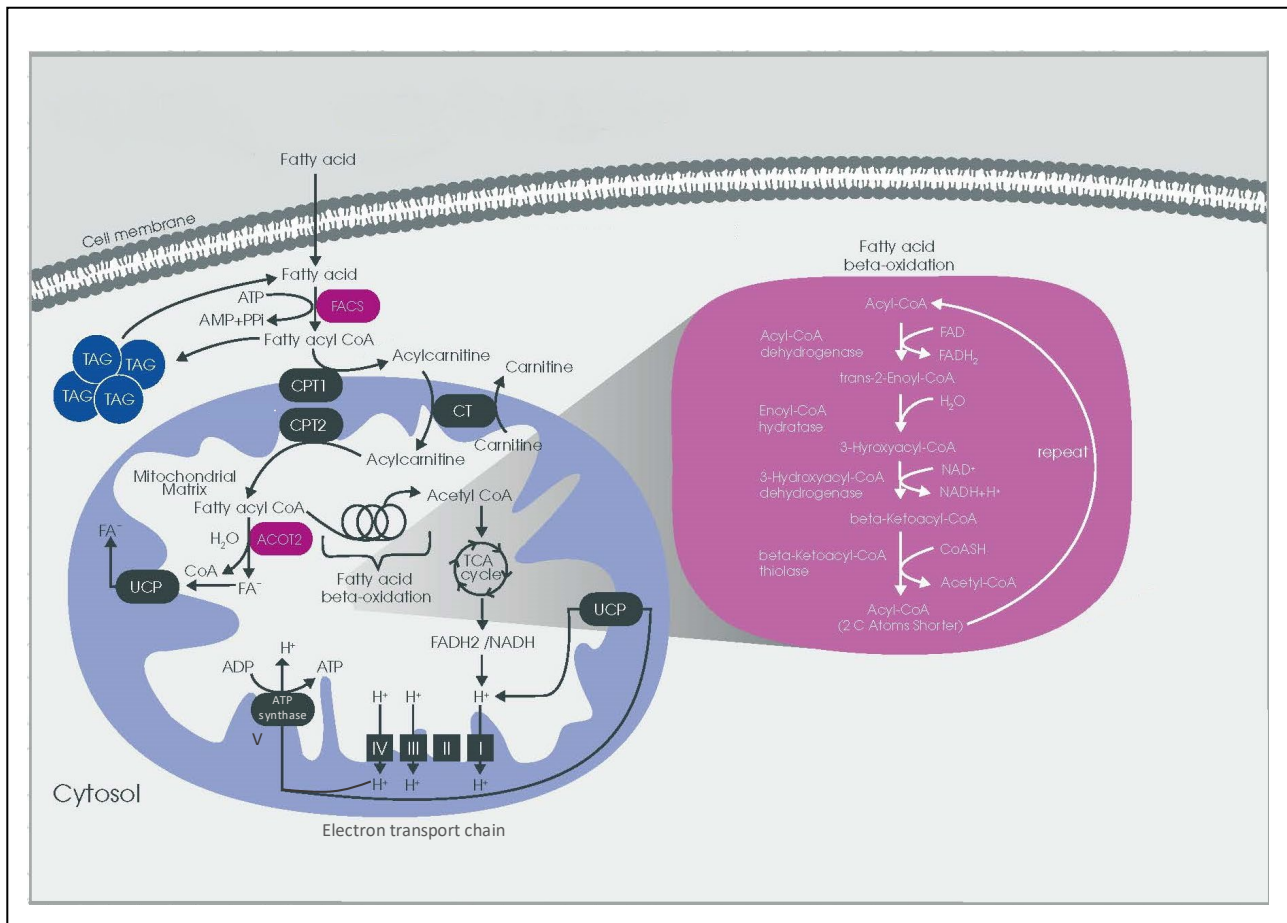 Fatty acid
Cell membrane
Fatty acid
ATP
FACS
AMP+PPi
Fatty acyl CoA
TAG
TAG
TAG
TAG
Acylcarnitine
Carnitine
CPT1
CT
CPT2
Carnitine
Acylcarnitine
Mitochondrial
Matrix
Fatty acyl CoA
Acetyl CoA
H₂O
ACOT2
FA⁻
CoA
UCP
FA⁻
Fatty acid
beta-oxidation
TCA
cycle
UCP
FADH2 /NADH
H⁺
ADP
ATP
ATP
synthase
V
H⁺
H⁺
H⁺
IV
III
II
I
H⁺
H⁺
H⁺
Cytosol
Electron transport chain
Fatty acid
beta-oxidation
Acyl-CoA
Acyl-CoA
dehydrogenase
FAD
FADH₂
trans-2-Enoyl-CoA
Enoyl-CoA
hydratase
H₂O
3-Hyroxyacyl-CoA
3-Hydroxyacyl-CoA
dehydrogenase
NAD⁺
NADH+H⁺
repeat
beta-Ketoacyl-CoA
beta-Ketoacyl-CoA
thiolase
CoASH
Acetyl-CoA
Acyl-CoA
(2 C Atoms Shorter)